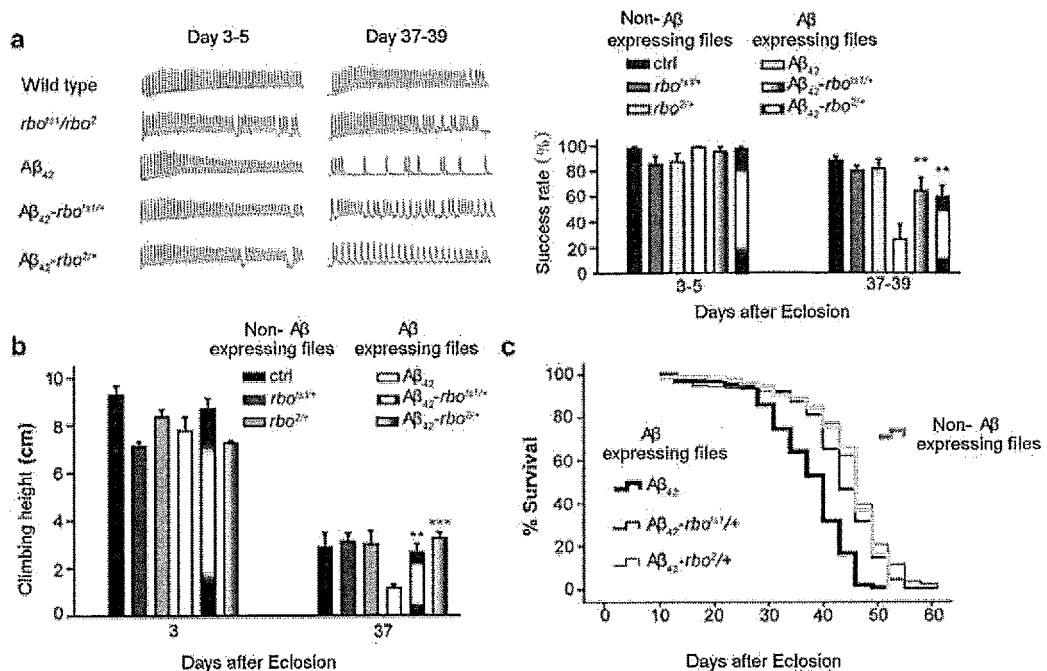 a
Day 3-5
Day 37-39
Wild type
rbo^ts1/rbo^2
Aβ42
Aβ42-rbo^ts1/+
Aβ42-rbo^2/+
Non-Aβ
expressing files
ctrl
rbo^ts1/+
rbo^2/+
Aβ
expressing files
Aβ42
Aβ42-rbo^ts1/+
Aβ42-rbo^2/+
Success rate (%)
100
80
60
40
20
0
**
**
3-5
37-39
Days after Eclosion
b
Non- Aβ
expressing files
ctrl
rbo^ts1/+
rbo^2/+
Aβ
expressing files
Aβ42
Aβ42-rbo^ts1/+
Aβ42-rbo^2/+
Climbing height (cm)
10
8
6
4
2
0
**
***
3
37
Days after Eclosion
c
% Survival
100
80
60
40
20
0
Aβ
expressing files
Aβ42
Aβ42-rbo^ts1/+
Aβ42-rbo^2/+
Non- Aβ
expressing files
0
10
20
30
40
50
60
Days after Eclosion